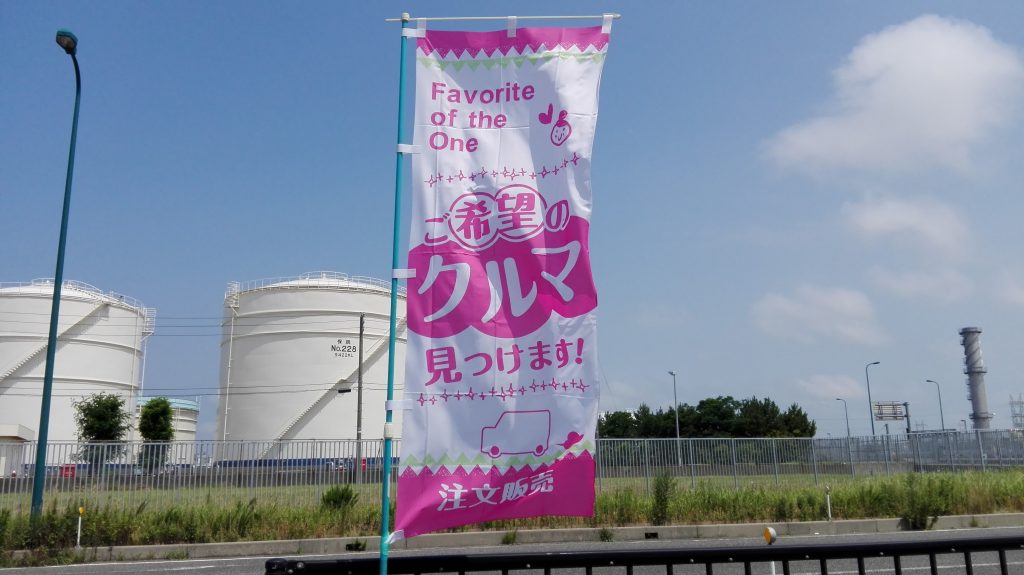 Favorite
of the
One
ご希望の
クルマ
見つけます!
注文販売
No.228